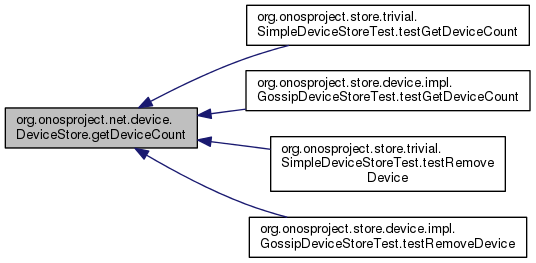 org.onosproject.store.trivial.
SimpleDeviceStoreTest.testGetDeviceCount
org.onosproject.store.device.impl.
GossipDeviceStoreTest.testGetDeviceCount
org.onosproject.net.device.
DeviceStore.getDeviceCount
org.onosproject.store.trivial.
SimpleDeviceStoreTest.testRemove
Device
org.onosproject.store.device.impl.
GossipDeviceStoreTest.testRemoveDevice